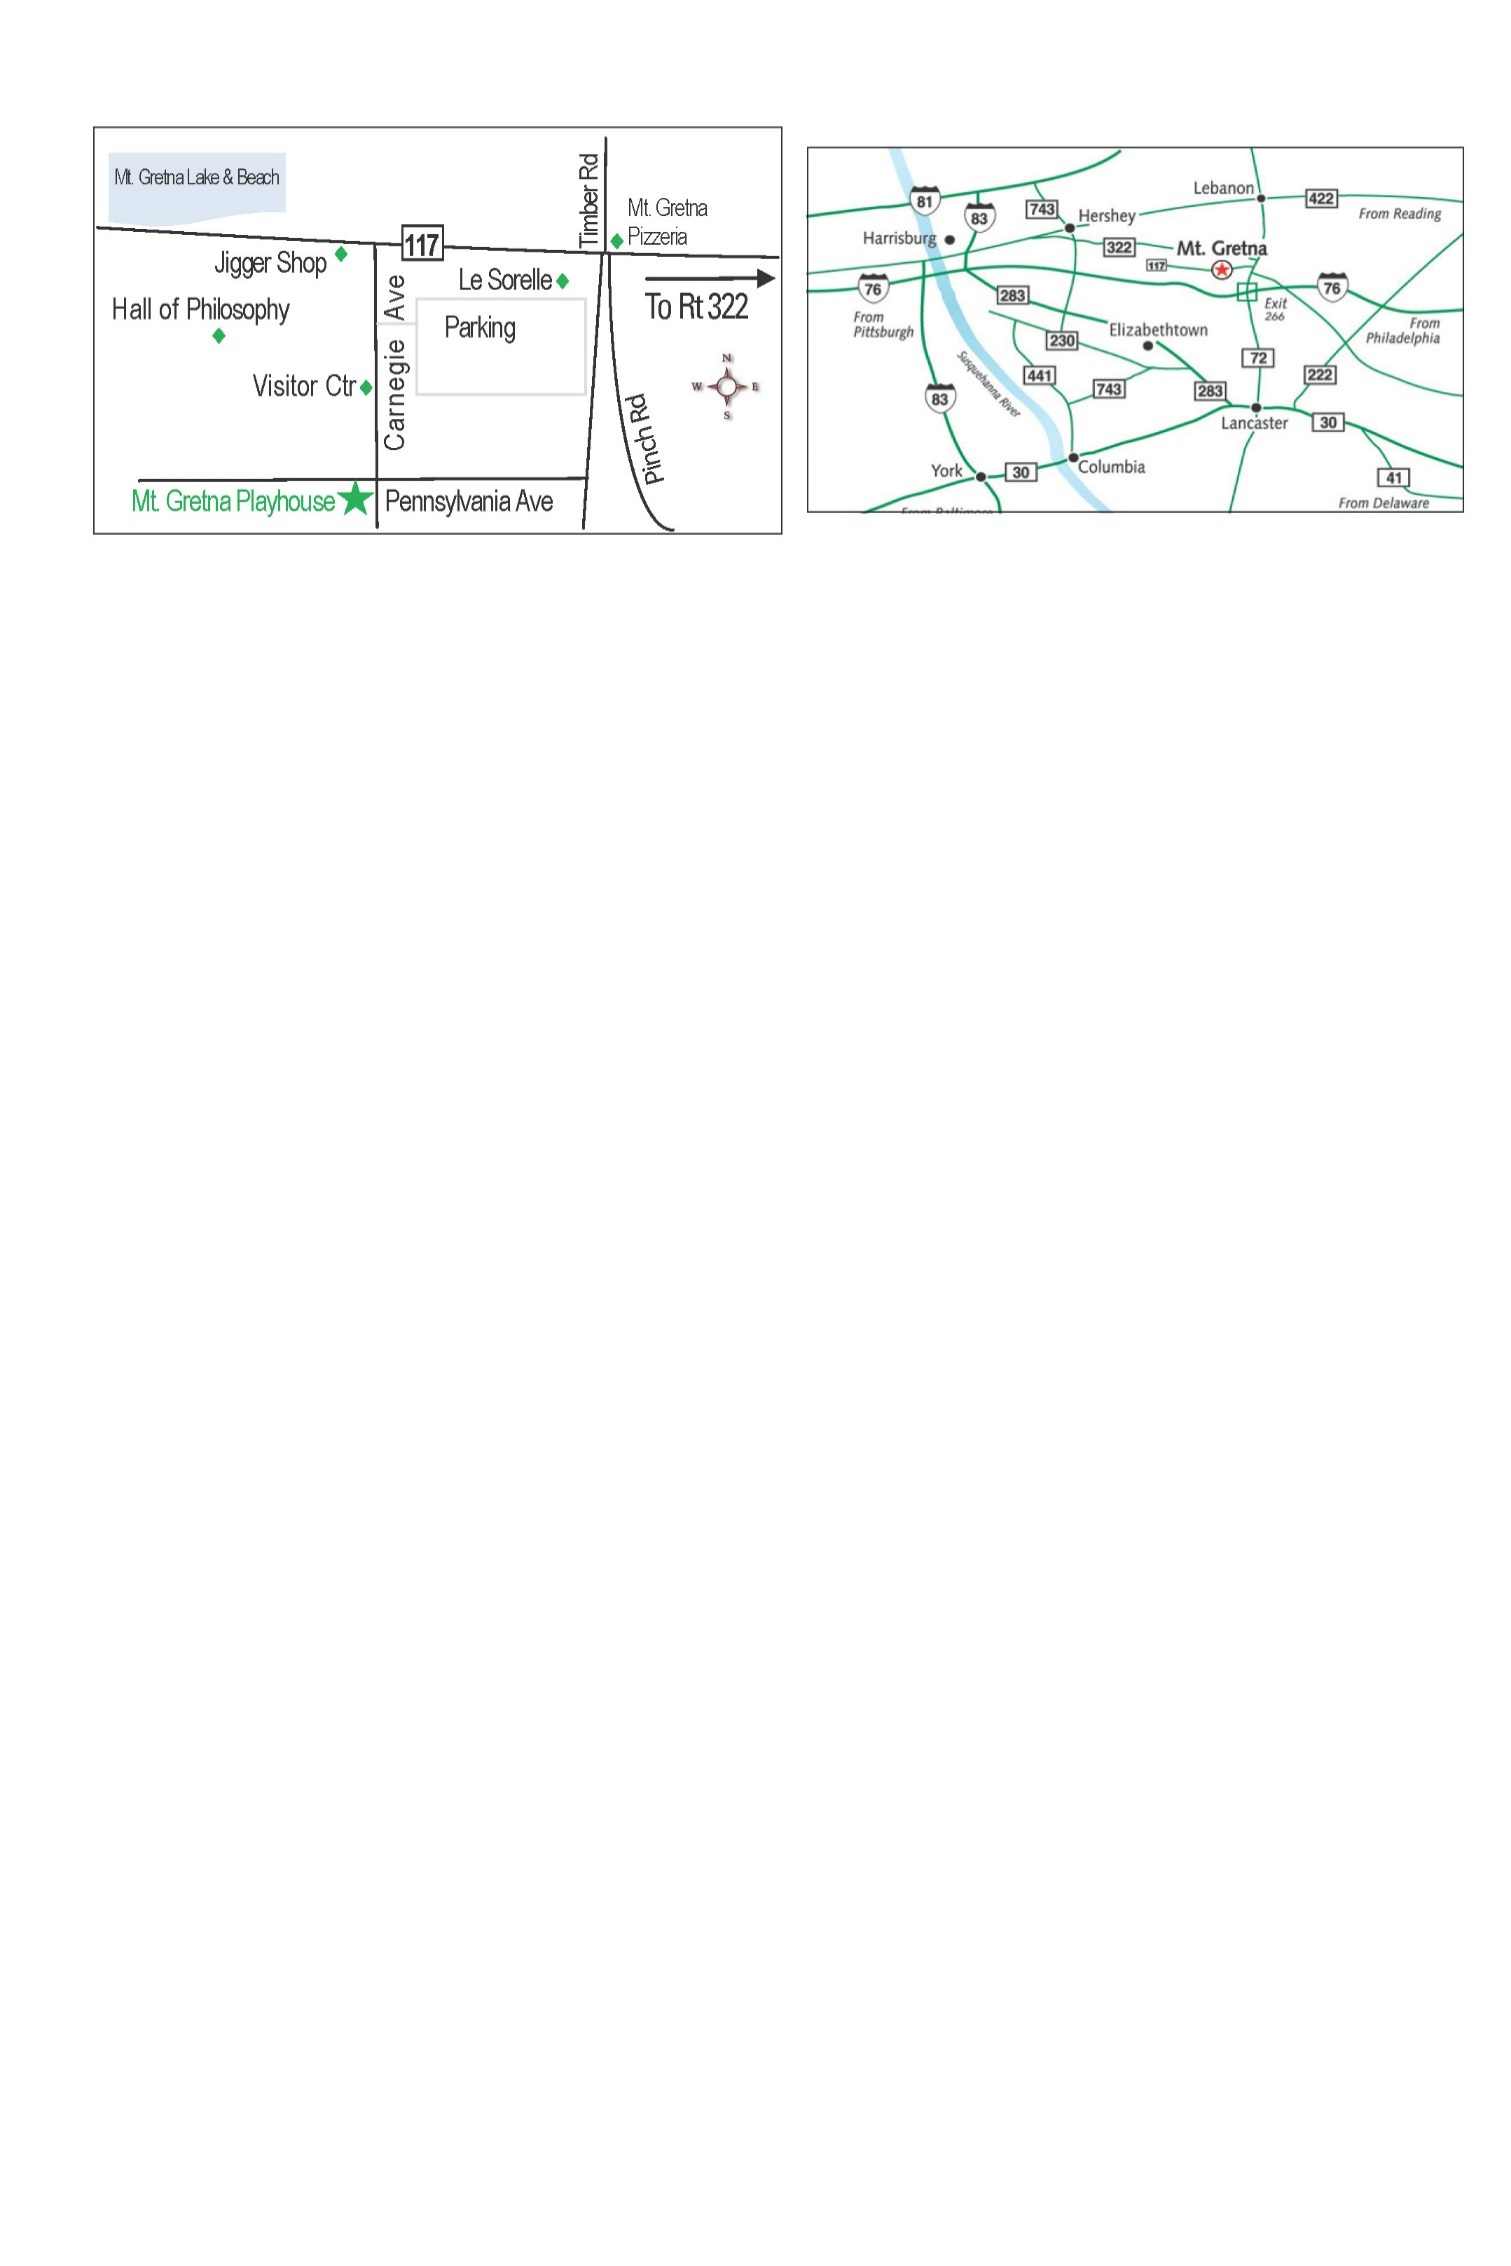 Mt. Gretna Lake & Beach
Timber Rd
Mt. Gretna
Pizzeria
117
Jigger Shop
Le Sorelle
To Rt 322
Hall of Philosophy
Carnegie Ave
Parking
Visitor Ctr
N
W
E
S
Pinch Rd
Mt. Gretna Playhouse
Pennsylvania Ave
81
83
743
Hershey
Lebanon
422
From Reading
Harrisburg
322
Mt. Gretna
117
76
From
Pittsburgh
283
Exit
266
76
From
Philadelphia
Susquehanna River
230
Elizabethtown
441
743
283
72
222
83
Lancaster
30
York
30
Columbia
41
From Delaware
From Baltimore